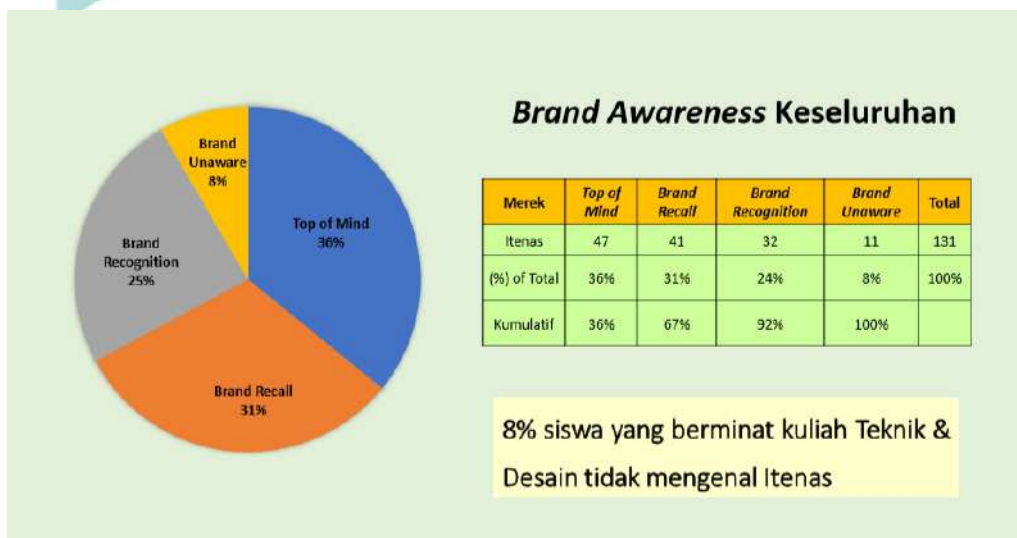 Brand Awareness Keseluruhan
Brand
Unaware
8%
Top of Mind
36%
Brand
Recognition
25%
Brand Recall
31%
Merek Top of Mind Brand Recall Brand Recognition Brand Unaware Total
Itenas 47 41 32 11 131
(%) of Total 36% 31% 24% 8% 100%
Kumulatif 36% 67% 92% 100%
8% siswa yang berminat kuliah Teknik &
Desain tidak mengenal Itenas